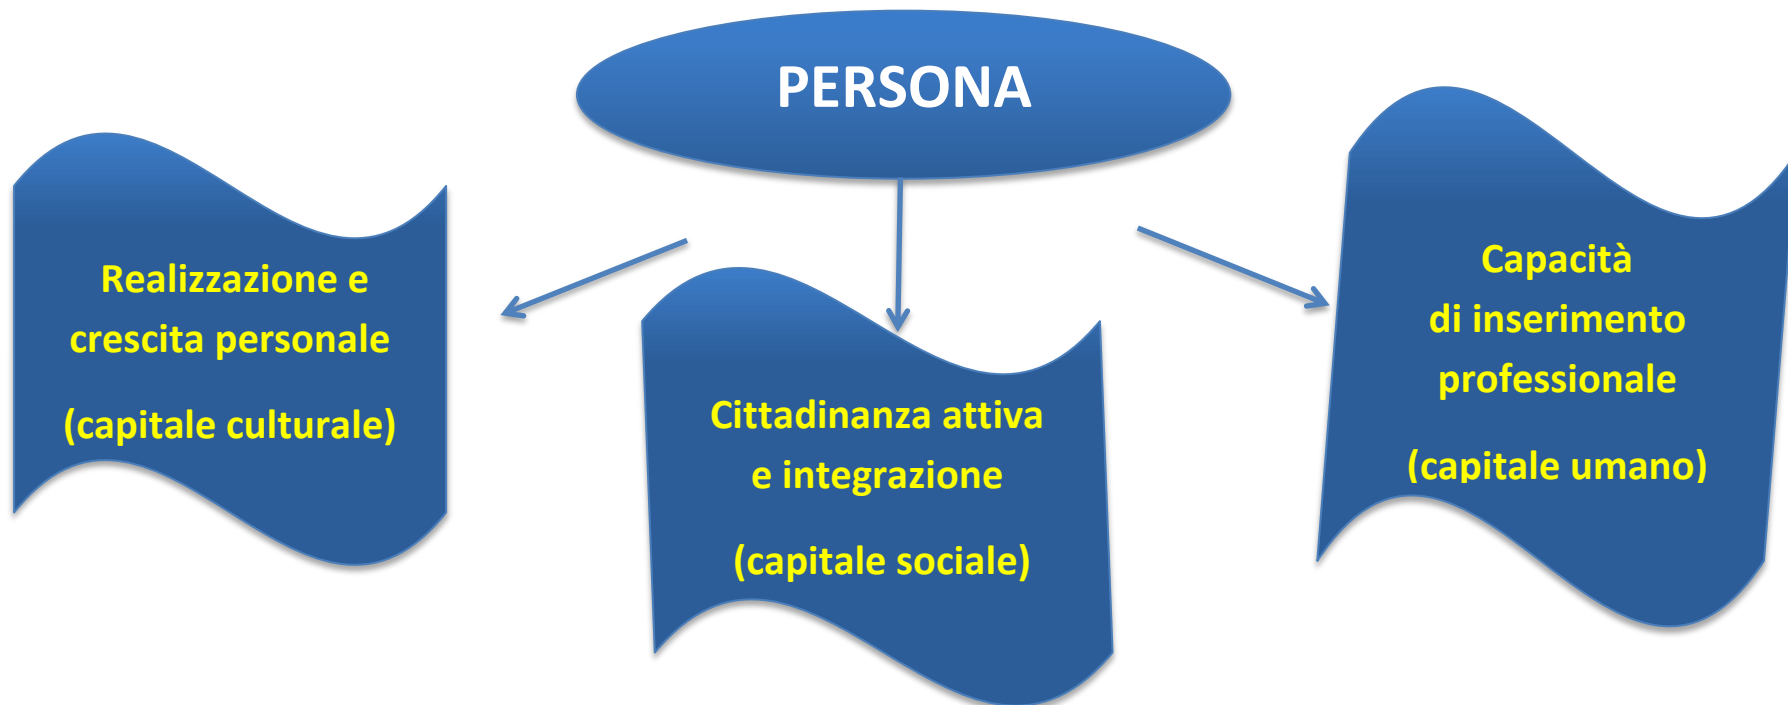 PERSONA
Realizzazione e
crescita personale
(capitale culturale)
Cittadinanza attiva
e integrazione
(capitale sociale)
Capacità
di inserimento
professionale
(capitale umano)